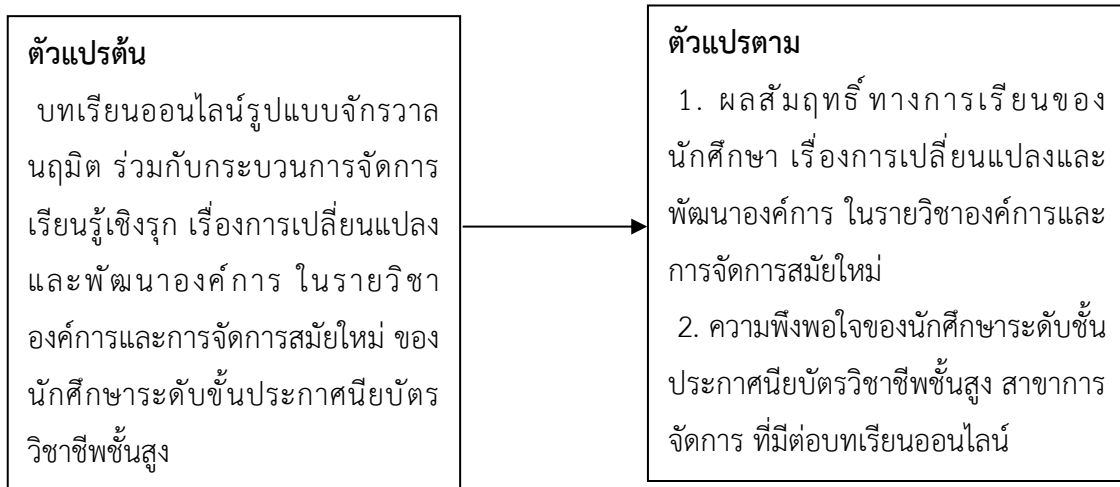 ตัวแปรต้น
บทเรียนออนไลน์รูปแบบจักรวาล
นฤมิต ร่วมกับกระบวนการจัดการ
เรียนรู้เชิงรุก เรื่องการเปลี่ยนแปลง
และพัฒนาองค์การ ในรายวิชา
องค์การและการจัดการสมัยใหม่ ของ
นักศึกษาระดับขั้นประกาศนียบัตร
วิชาชีพชั้นสูง
ตัวแปรตาม
1. ผลสัมฤทธิ์ทางการเรียนของ
นักศึกษา เรื่องการเปลี่ยนแปลงและ
พัฒนาองค์การ ในรายวิชาองค์การและ
การจัดการสมัยใหม่
2. ความพึงพอใจของนักศึกษาระดับชั้น
ประกาศนียบัตรวิชาชีพชั้นสูง สาขาการ
จัดการ ที่มีต่อบทเรียนออนไลน์